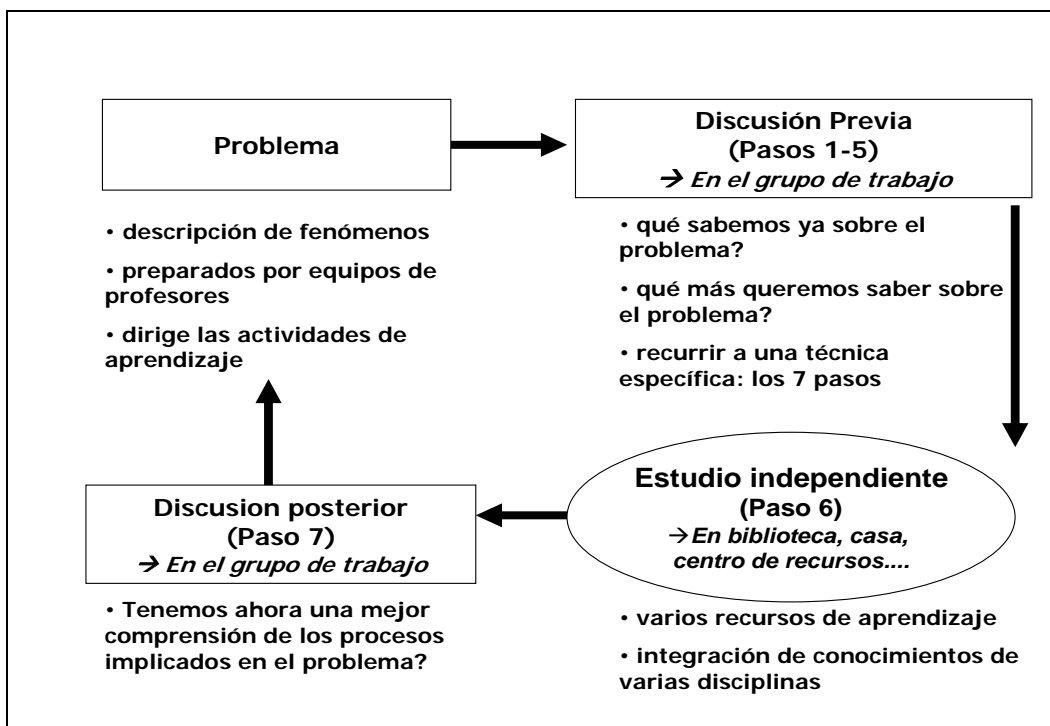 Problema
• descripción de fenómenos
• preparados por equipos de
profesores
• dirige las actividades de
aprendizaje
Discusión Previa
(Pasos 1-5)
→ En el grupo de trabajo
• qué sabemos ya sobre el
problema?
• qué más queremos saber sobre
el problema?
• recurrir a una técnica
específica: los 7 pasos
Estudio independiente
(Paso 6)
→En biblioteca, casa,
centro de recursos....
• varios recursos de aprendizaje
• integración de conocimientos de
varias disciplinas
Discusion posterior
(Paso 7)
→ En el grupo de trabajo
• Tenemos ahora una mejor
comprensión de los procesos
implicados en el problema?